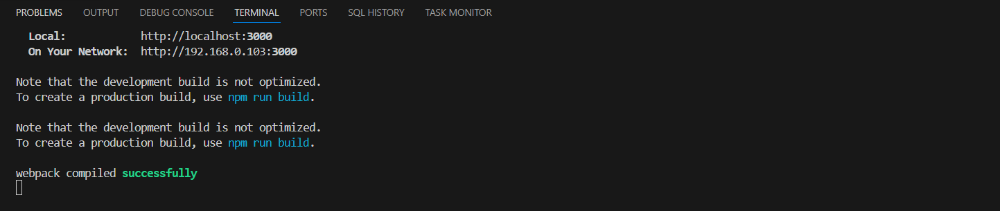 PROBLEMS OUTPUT DEBUG CONSOLE TERMINAL PORTS SQL HISTORY TASK MONITOR
Local: http://localhost:3000
On Your Network: http://192.168.0.103:3000
Note that the development build is not optimized.
To create a production build, use npm run build.
Note that the development build is not optimized.
To create a production build, use npm run build.
webpack compiled successfully